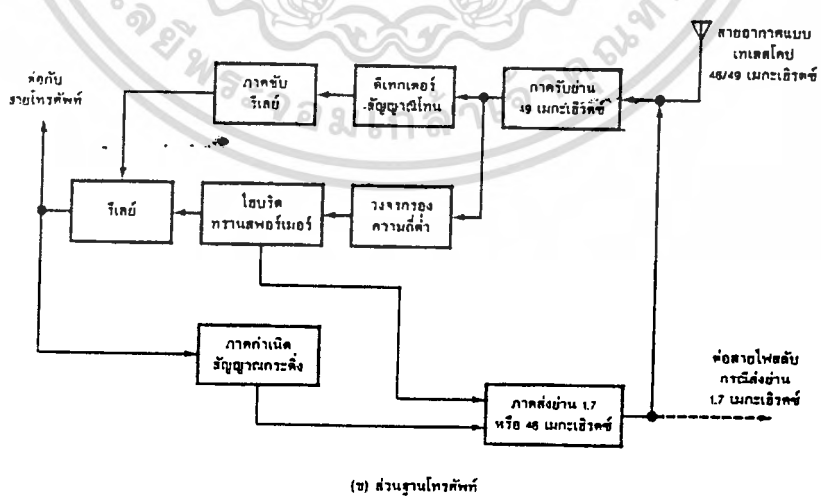 สายอากาศแบบ
เทเลสโคป
46/49 เมกะเฮิรตซ์
ต่อกับ
สายโทรศัพท์
ภาคขับ
รีเลย์
ดีเทกเตอร์
สัญญาณโทน
ภาครับย่าน
49 เมกะเฮิรตซ์
รีเลย์
ไฮบริด
ทรานสฟอร์เมอร์
วงจรกรอง
ความถี่ต่ำ
ภาคกำเนิด
สัญญาณกระดิ่ง
ภาคส่งย่าน 1.7
หรือ 46 เมกะเฮิรตซ์
ต่อสายไฟสลับ
กรณีส่งย่าน
1.7 เมกะเฮิรตซ์
(ข) ส่วนฐานโทรศัพท์